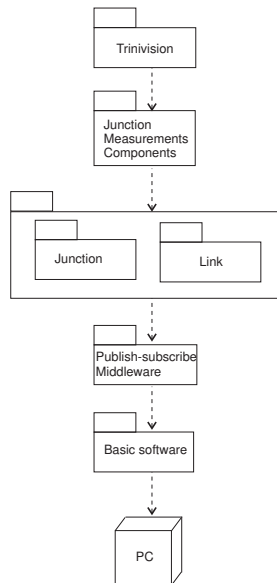 Trinivision
Junction
Measurements
Components
Junction
Link
Publish-subscribe
Middleware
Basic software
PC